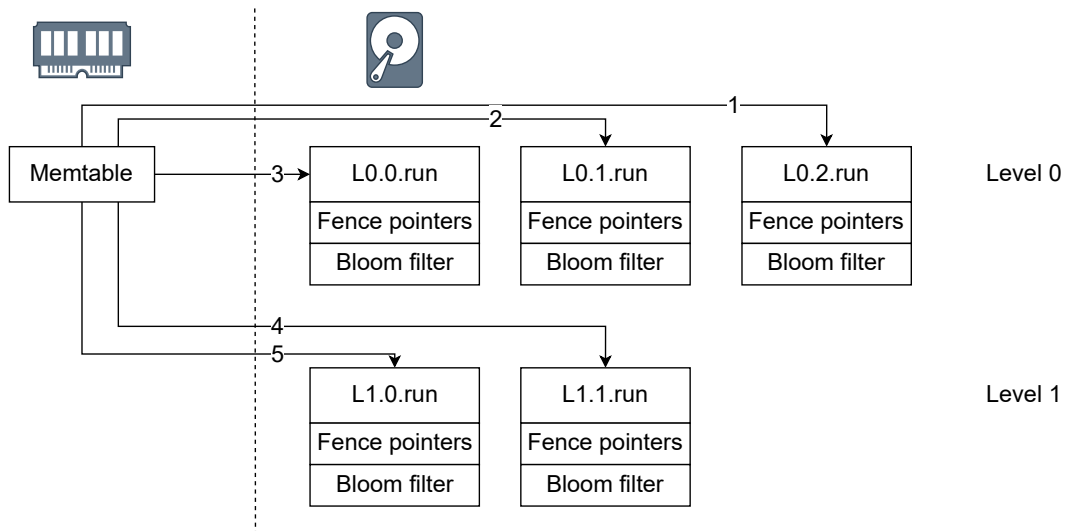 1
2
Memtable
3
L0.0.run
L0.1.run
L0.2.run
Level 0
Fence pointers
Fence pointers
Fence pointers
Bloom filter
Bloom filter
Bloom filter
4
5
L1.0.run
L1.1.run
Level 1
Fence pointers
Fence pointers
Bloom filter
Bloom filter